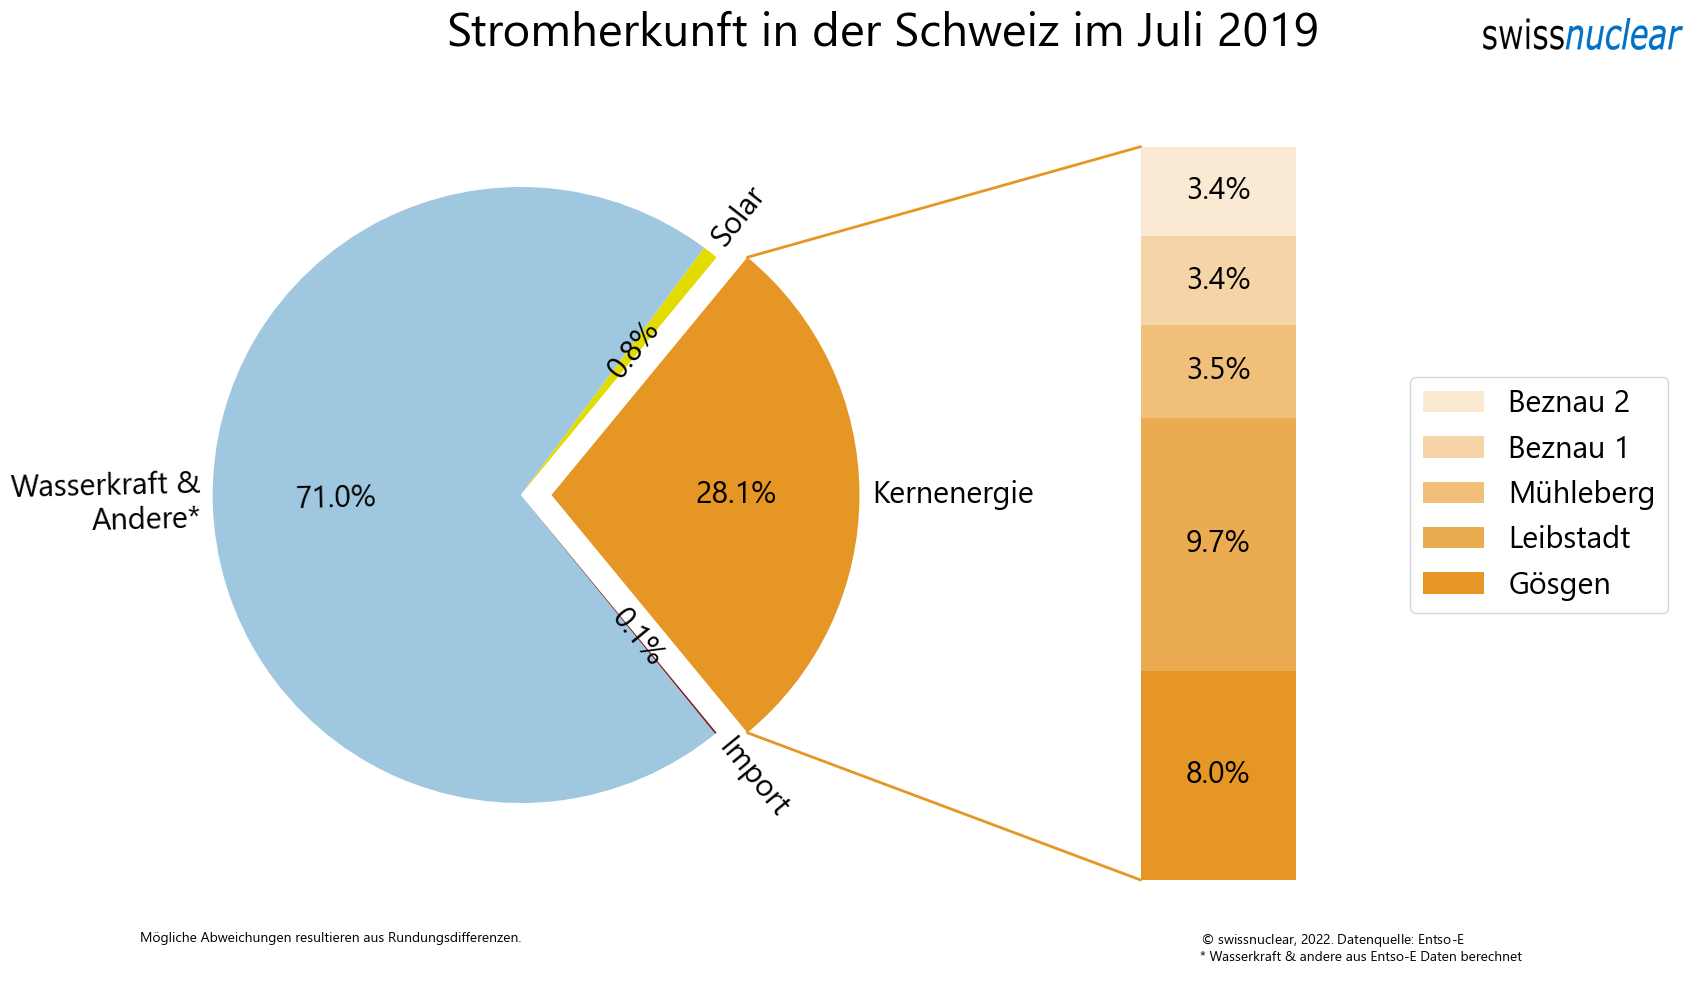 Stromherkunft in der Schweiz im Juli 2019
swissnuclear
Solar
0.8%
Wasserkraft &
Andere*
71.0%
28.1%
Kernenergie
0.1%
Import
3.4%
3.4%
3.5%
9.7%
8.0%
Beznau 2
Beznau 1
Mühleberg
Leibstadt
Gösgen
Mögliche Abweichungen resultieren aus Rundungsdifferenzen.
© swissnuclear, 2022. Datenquelle: Entso-E
* Wasserkraft & andere aus Entso-E Daten berechnet